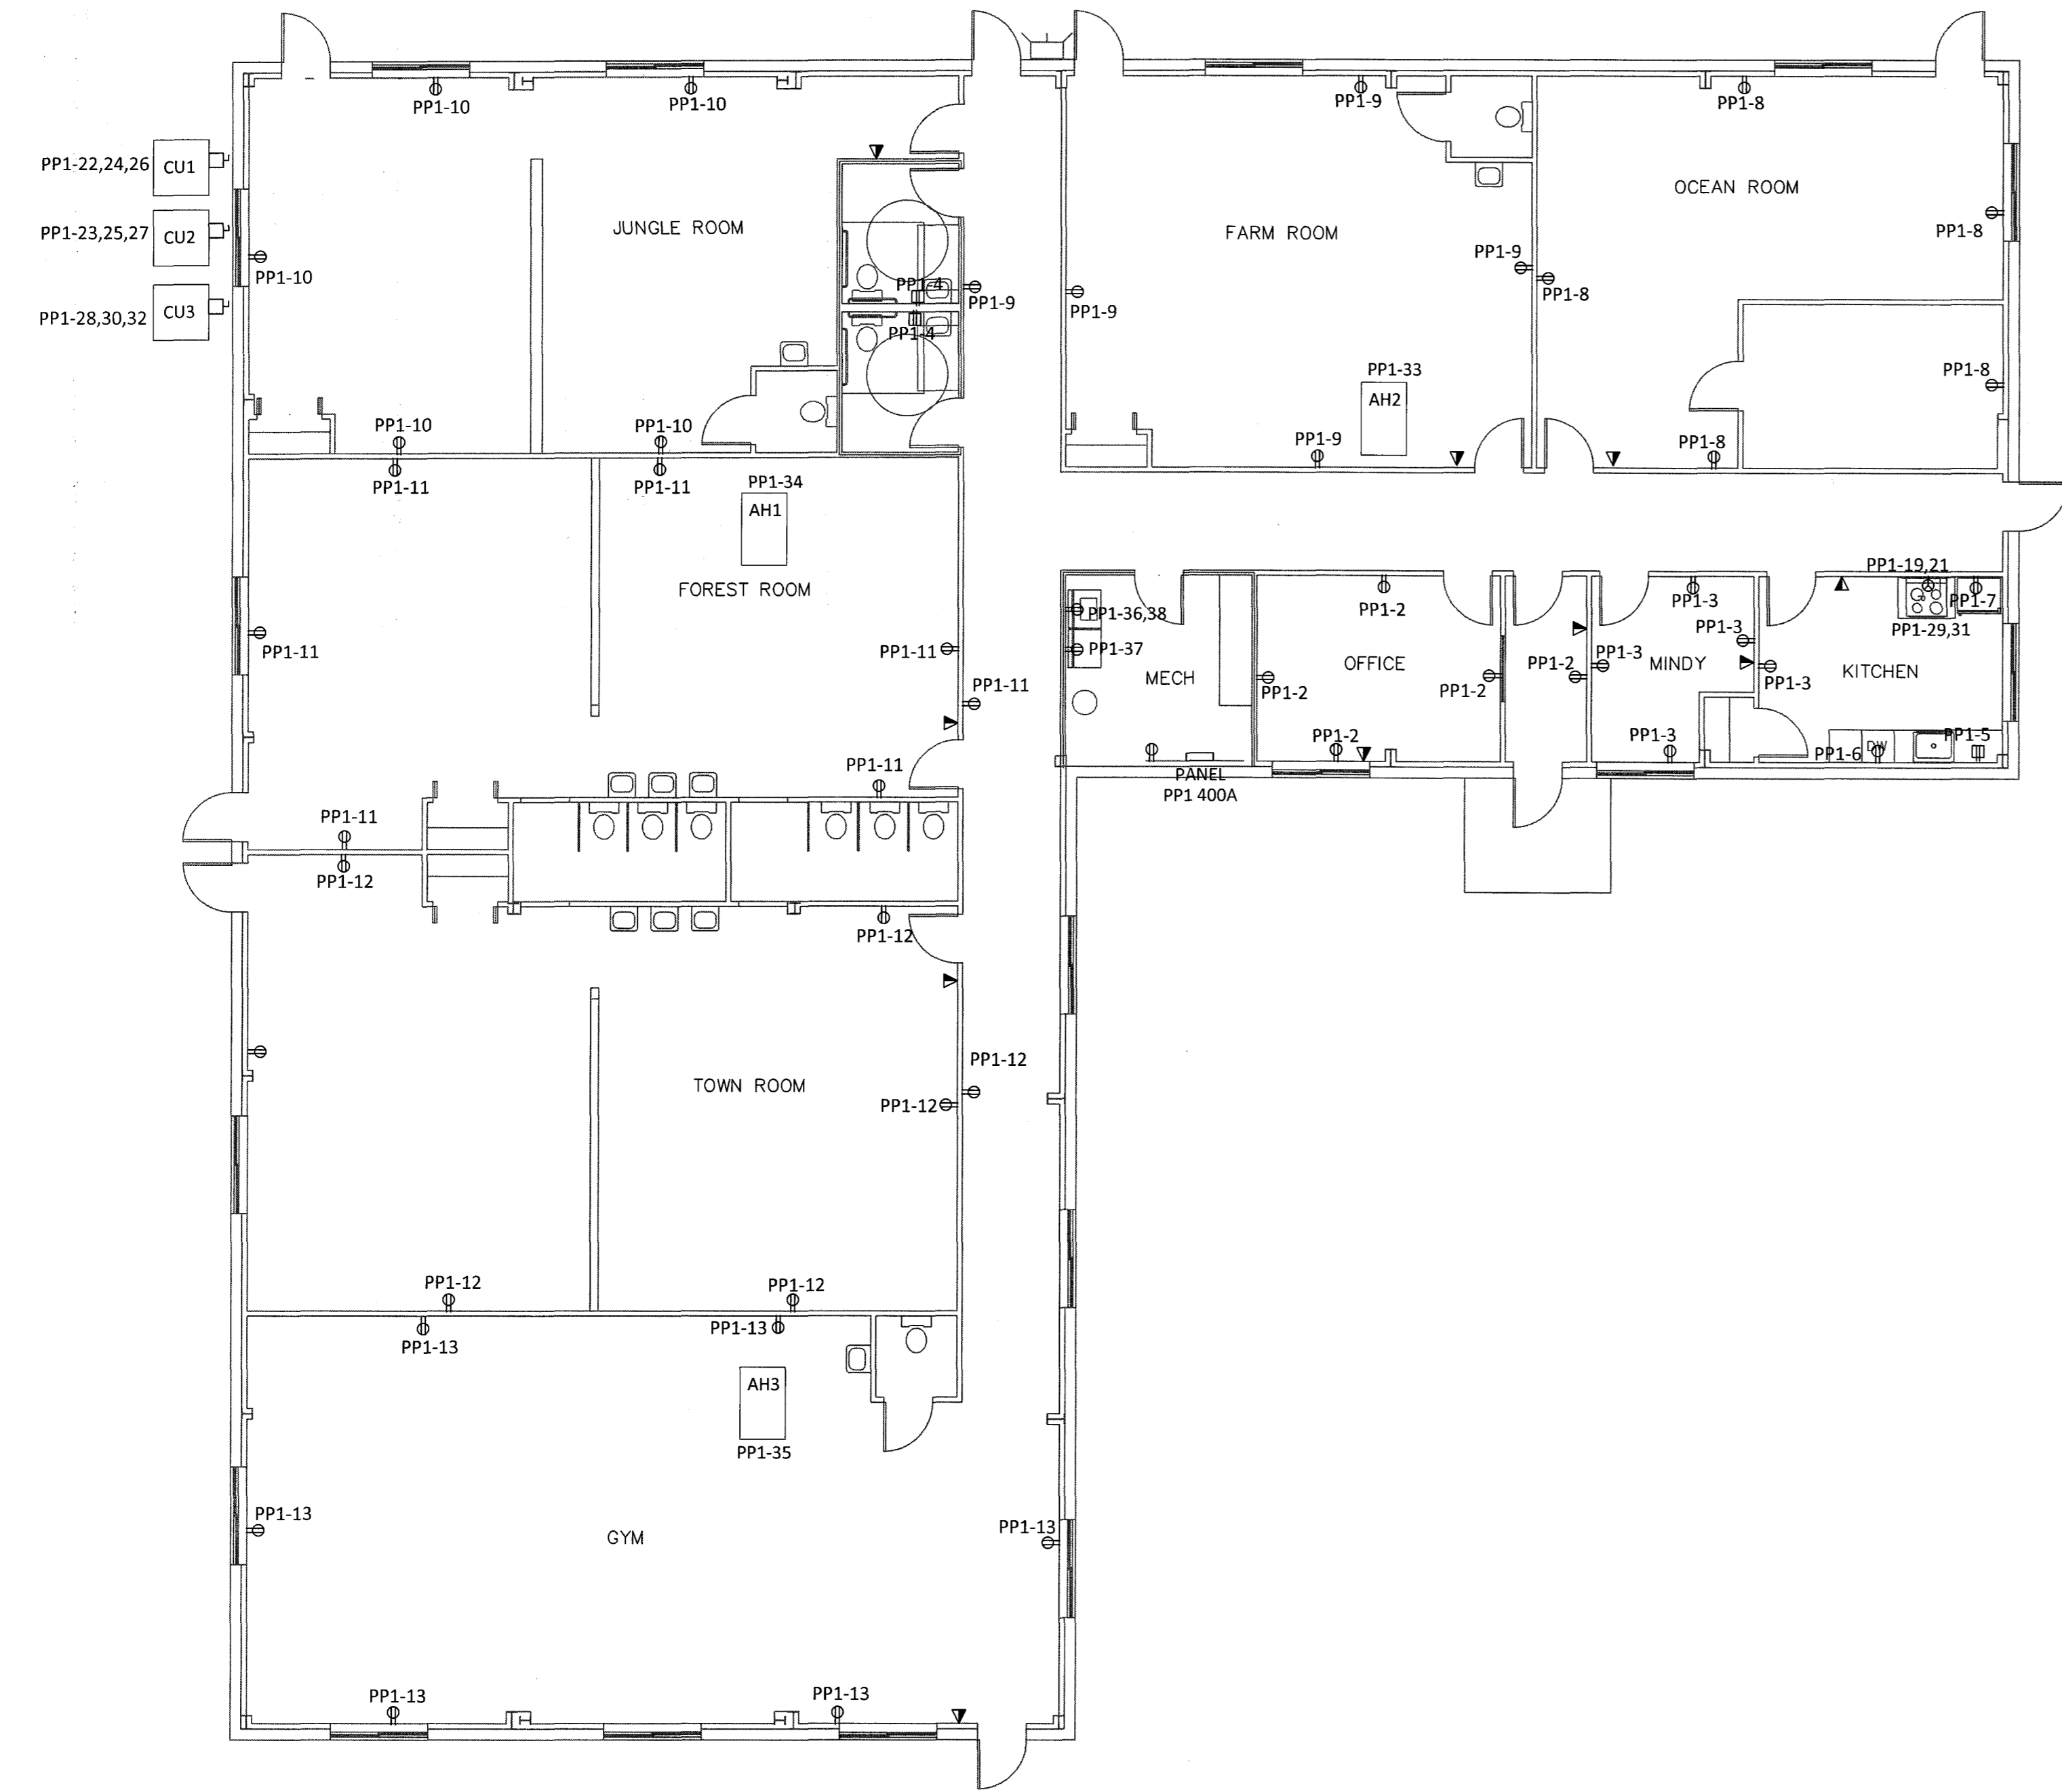 PP1-10
PP1-10
PP1-9
PP1-8
PP1-22,24,26
CU1
OCEAN ROOM
JUNGLE ROOM
FARM ROOM
PP1-23,25,27
CU2
PP1-8
PP1-9
PP1-10
PP1-4
PP1-9
PP1-9
PP1-8
PP1-28,30,32
CU3
PP1-4
PP1-33
AH2
PP1-8
PP1-10
PP1-10
PP1-9
PP1-8
PP1-11
PP1-11
PP1-34
AH1
FOREST ROOM
PP1-19,21
PP1-36,38
PP1-2
PP1-3
PP1-7
R
PP1-29,31
PP1-11
PP1-11
PP1-37
MECH
OFFICE
PP1-3
PP1-3
PP1-2
MINDY
KITCHEN
PP1-2
PP1-2
PP1-3
PP1-11
PP1-2
PP1-3
PP1-5
PP1-6
DW
PP1-11
PANEL
PP1 400A
PP1-11
PP1-12
PP1-12
PP1-12
TOWN ROOM
PP1-12
PP1-12
PP1-12
PP1-13
PP1-13
AH3
PP1-35
PP1-13
GYM
PP1-13
PP1-13
PP1-13